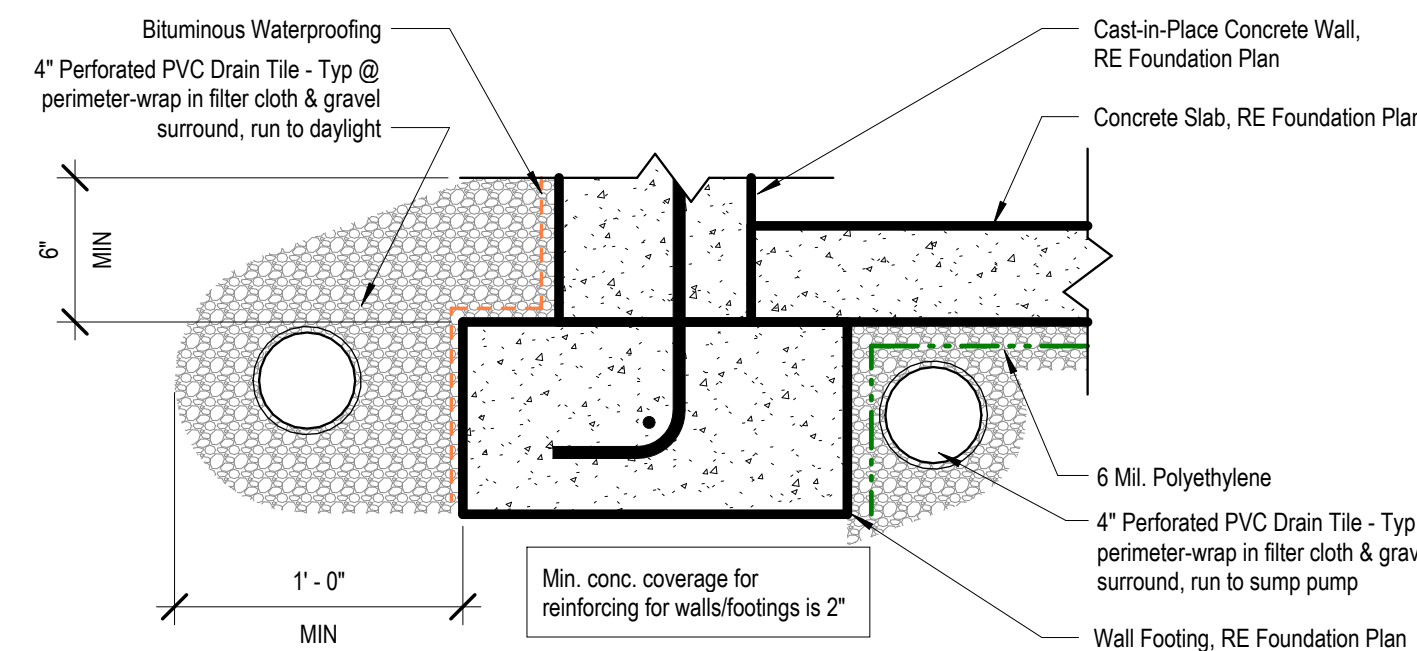 Bituminous Waterproofing
4" Perforated PVC Drain Tile - Typ @
perimeter-wrap in filter cloth & gravel
surround, run to daylight
6"
MIN
1' - 0"
MIN
Min. conc. coverage for
reinforcing for walls/footings is 2"
Cast-in-Place Concrete Wall,
RE Foundation Plan
Concrete Slab, RE Foundation Plan
6 Mil. Polyethylene
4" Perforated PVC Drain Tile - Typ
perimeter-wrap in filter cloth & grav
surround, run to sump pump
Wall Footing, RE Foundation Plan